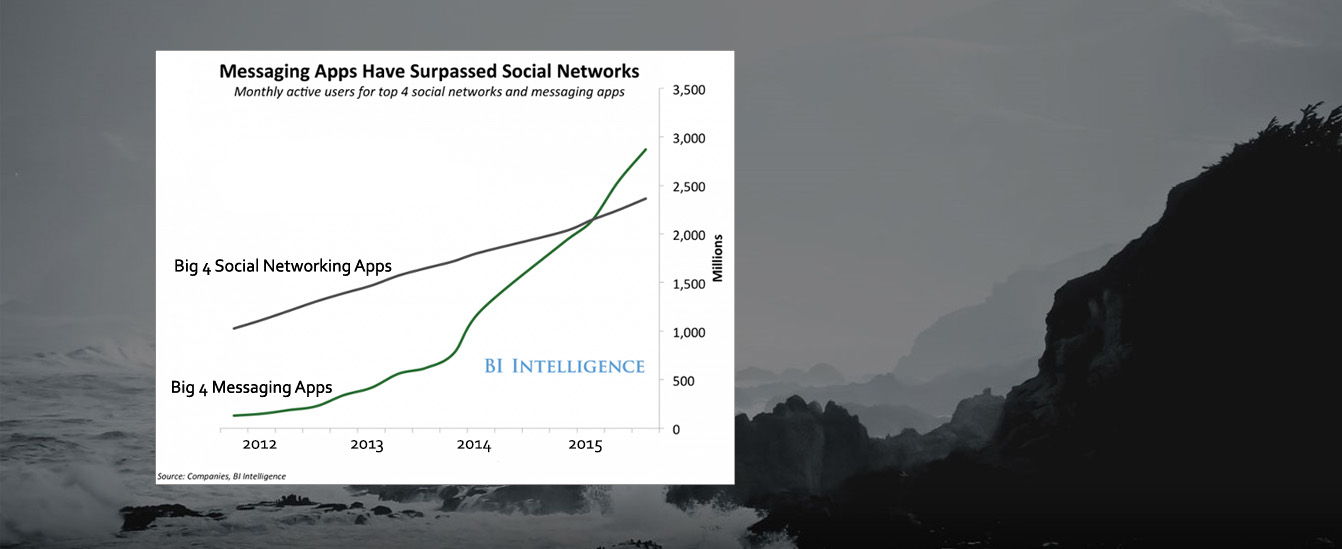 Messaging Apps Have Surpassed Social Networks
Monthly active users for top 4 social networks and messaging apps
3,500
3,000
2,500
2,000
1,500
1,000
500
0
Millions
Big 4 Social Networking Apps
BI INTELLIGENCE
Big 4 Messaging Apps
2012 2013 2014 2015
Source: Companies, BI Intelligence